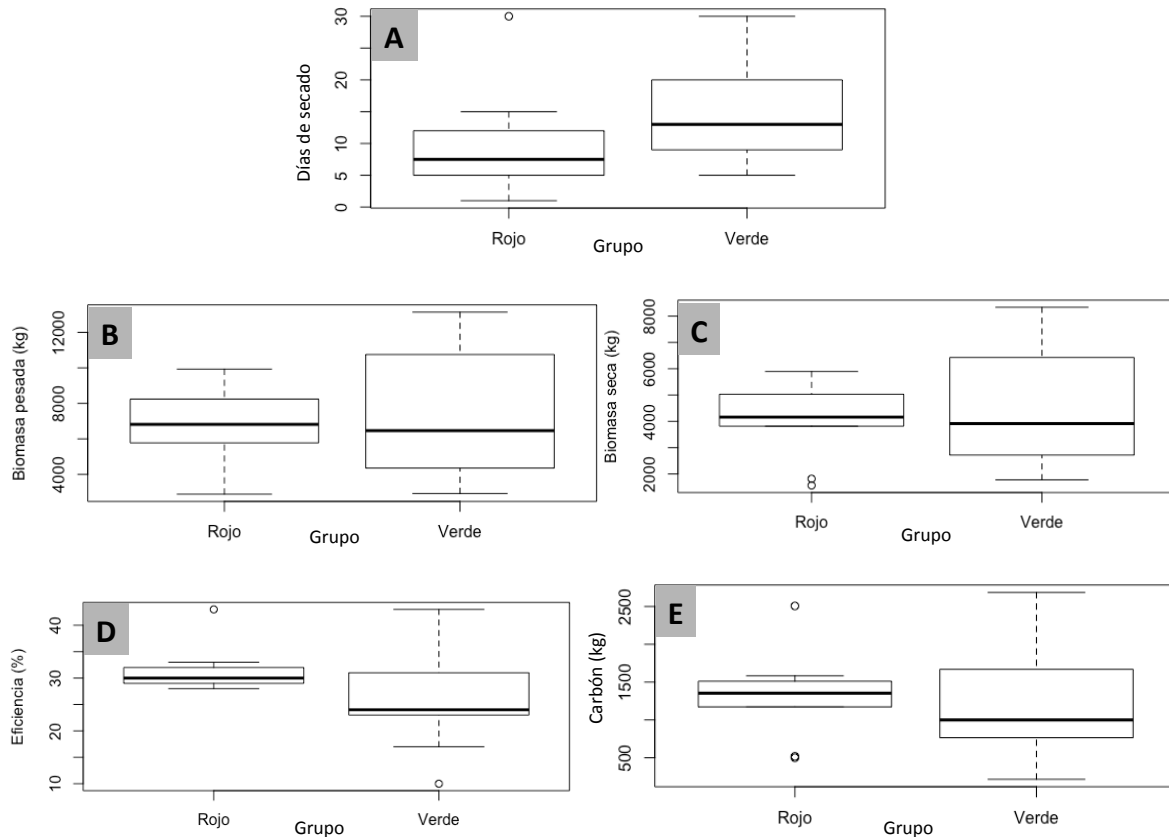 A
Días de secado
30
20
10
5
0
Rojo
Grupo
Verde
B
Biomasa pesada (kg)
12000
8000
4000
Rojo
Grupo
Verde
C
Biomasa seca (kg)
8000
6000
4000
2000
Rojo
Grupo
Verde
D
Eficiencia (%)
40
30
20
10
Rojo
Grupo
Verde
E
Carbón (kg)
2500
1500
500
Rojo
Grupo
Verde